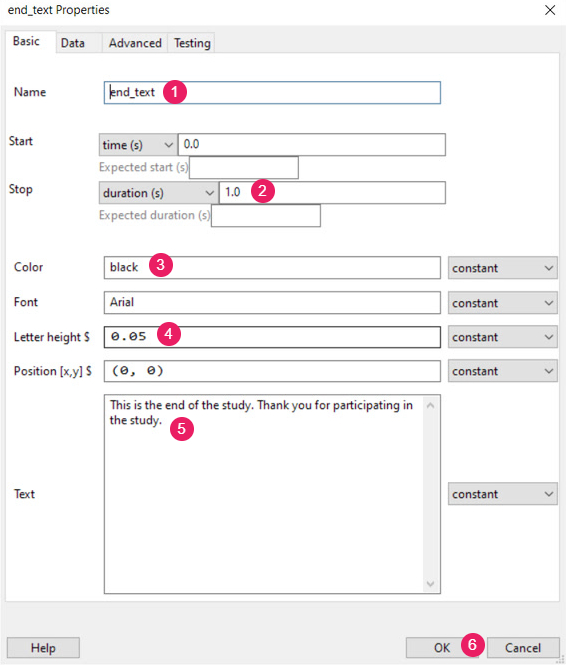 end_text Properties
Basic Data Advanced Testing
Name end_text 1
Start time (s) 0.0
Expected start (s)
Stop duration (s) 1.0 2
Expected duration (s)
Color black 3 constant
Font Arial constant
Letter height $ 0.05 4 constant
Position [x,y] $ (0, 0) constant
This is the end of the study. Thank you for participating in
the study. 5
Text constant
Help OK 6 Cancel